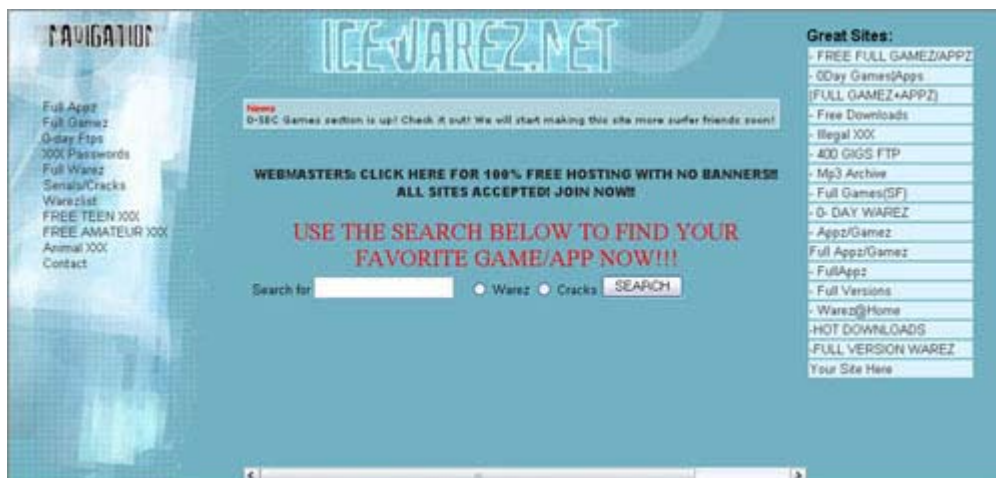 NAVIGATION
Full Appz
Full Gamez
0-day Ftps
XXX Passwords
Full Warez
Serials/Cracks
Warezlist
FREE TEEN XXX
FREE AMATEUR XXX
Animal XXX
Contact
ICEWAREZ.NET
News
D-SEC Games section is up! Check it out! We will start making this site more surfer friends soon!
WEBMASTERS: CLICK HERE FOR 100% FREE HOSTING WITH NO BANNERS!!
ALL SITES ACCEPTED! JOIN NOW!!
USE THE SEARCH BELOW TO FIND YOUR
FAVORITE GAME/APP NOW!!!
Search for Warez Cracks SEARCH
Great Sites:
- FREE FULL GAMEZ/APPZ
- 0Day Games|Apps
(FULL GAMEZ+APPZ)
- Free Downloads
- Illegal XXX
- 400 GIGS FTP
- Mp3 Archive
- Full Games(SF)
- 0- DAY WAREZ
- Appz/Gamez
Full Appz/Gamez
- FullAppz
- Full Versions
- Warez@Home
-HOT DOWNLOADS
-FULL VERSION WAREZ
Your Site Here